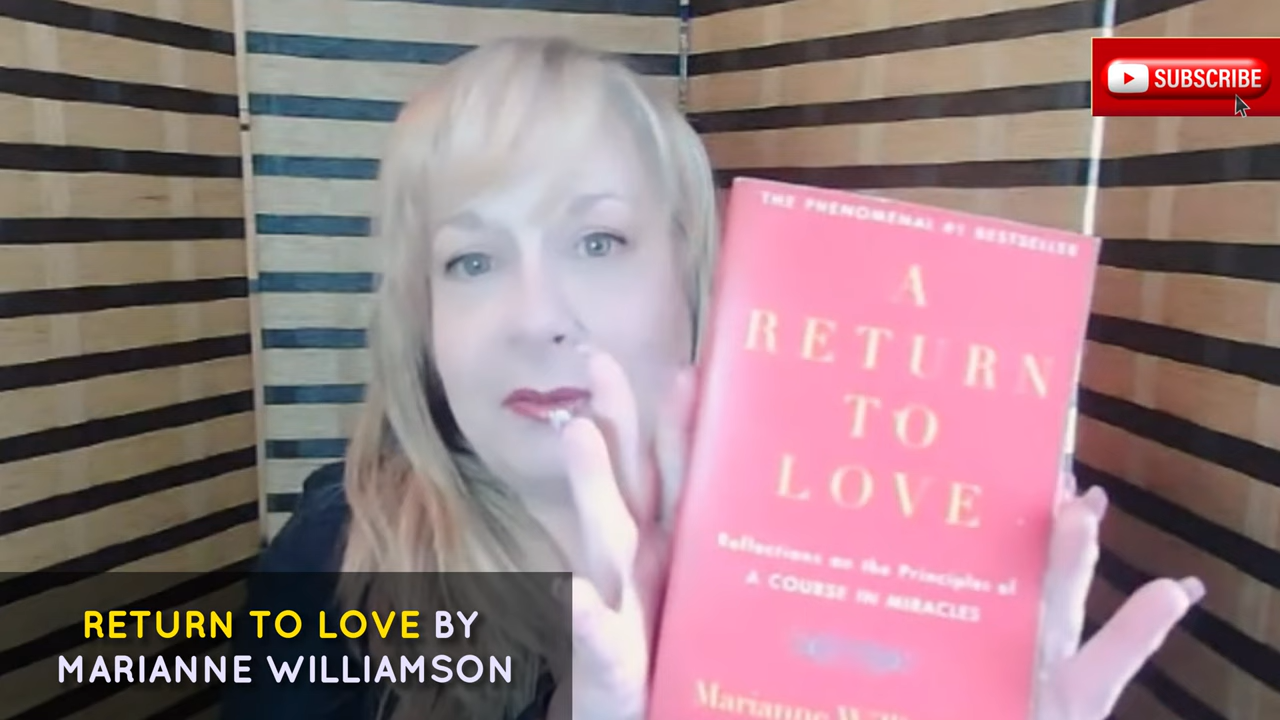 SUBSCRIBE
THE PHENOMENAL #1 BESTSELLER
A
RETURN
TO
LOVE
Reflections on the Principles of
A COURSE IN MIRACLES
Marianne
RETURN TO LOVE BY
MARIANNE WILLIAMSON